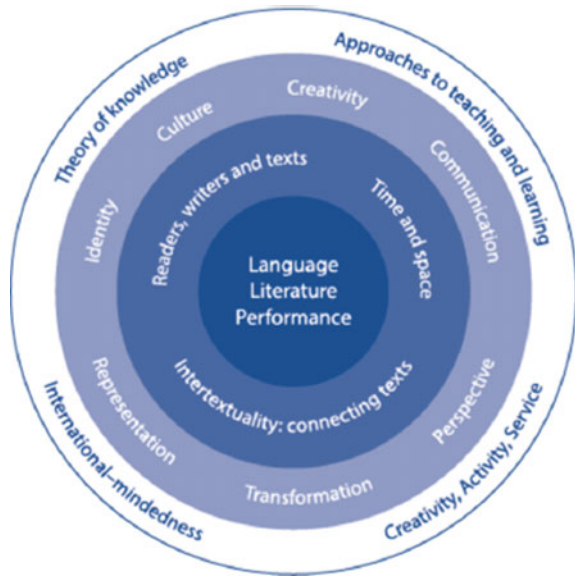 Theory of knowledge
Approaches to teaching and learning
International-mindedness
Creativity, Activity, Service
Identity
Culture
Creativity
Communication
Representation
Transformation
Perspective
Readers, writers and texts
Time and space
Intertextuality: connecting texts
Language
Literature
Performance